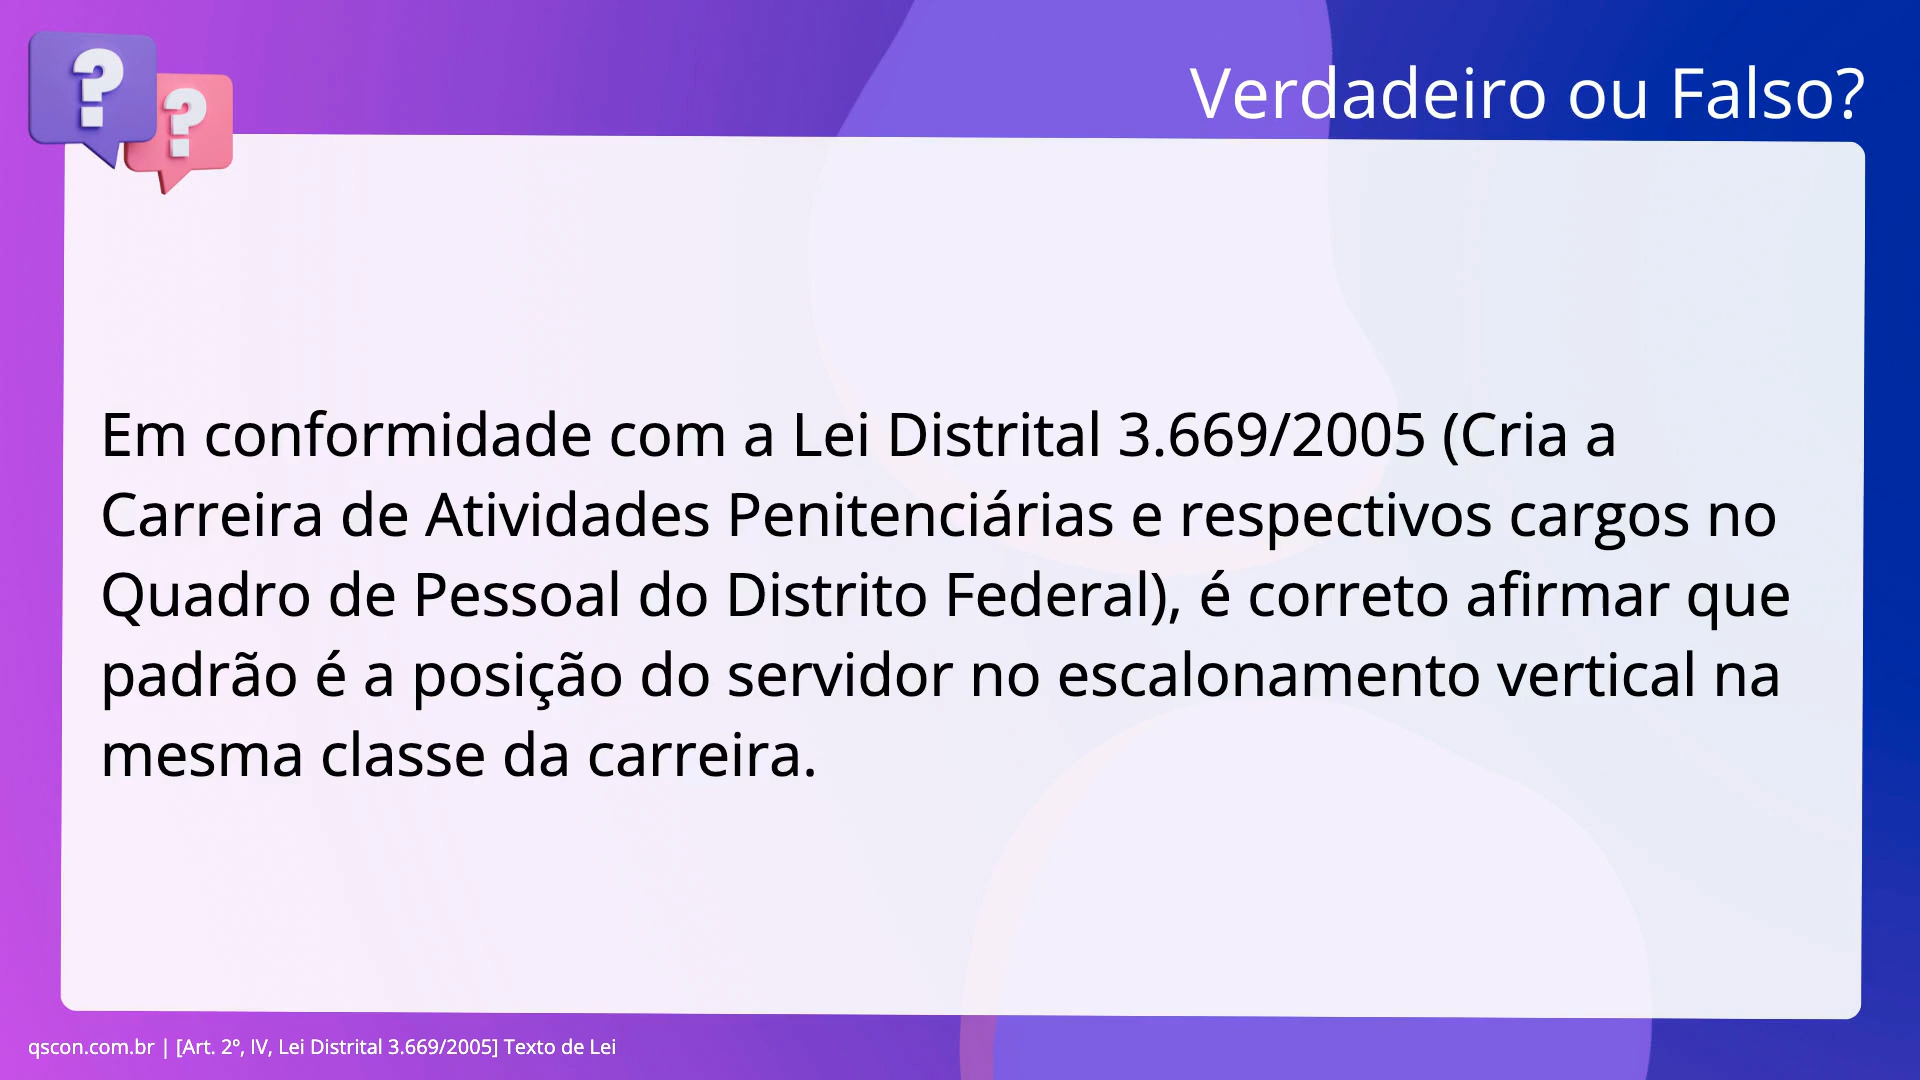 Verdadeiro ou Falso?
Em conformidade com a Lei Distrital 3.669/2005 (Cria a
Carreira de Atividades Penitenciárias e respectivos cargos no
Quadro de Pessoal do Distrito Federal), é correto afirmar que
padrão é a posição do servidor no escalonamento vertical na
mesma classe da carreira.
qscon.com.br | [Art. 2º, IV, Lei Distrital 3.669/2005] Texto de Lei